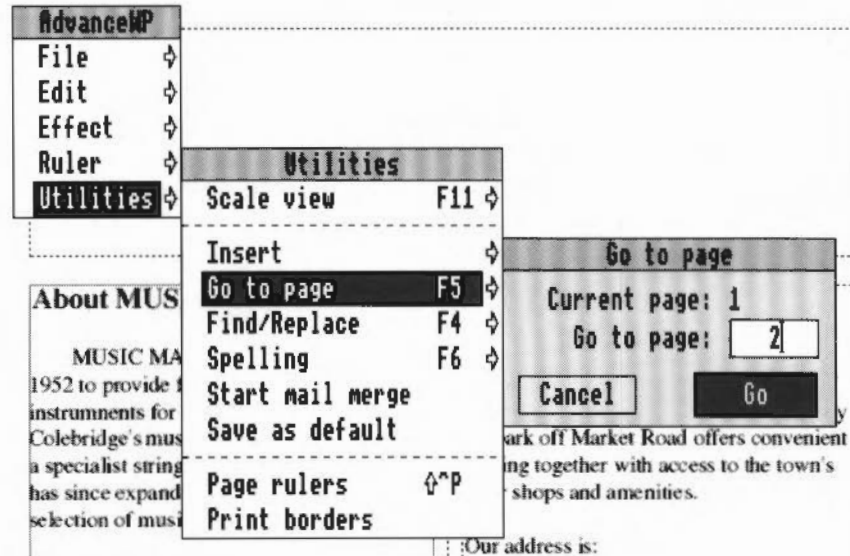 AdvanceWP
File
Edit
Effect
Ruler
Utilities
Utilities
Scale view F11
Insert
Go to page F5
Find/Replace F4
Spelling F6
Start mail merge
Save as default
Page rulers ⇧^P
Print borders
Go to page
Current page: 1
Go to page: 2
Cancel Go
About MUS
MUSIC MA
1952 to provide
instrumnents for
Colebridge's mus
a specialist string
has since expand
selection of musi
ark off Market Road offers convenient
ing together with access to the town's
shops and amenities.
Our address is: